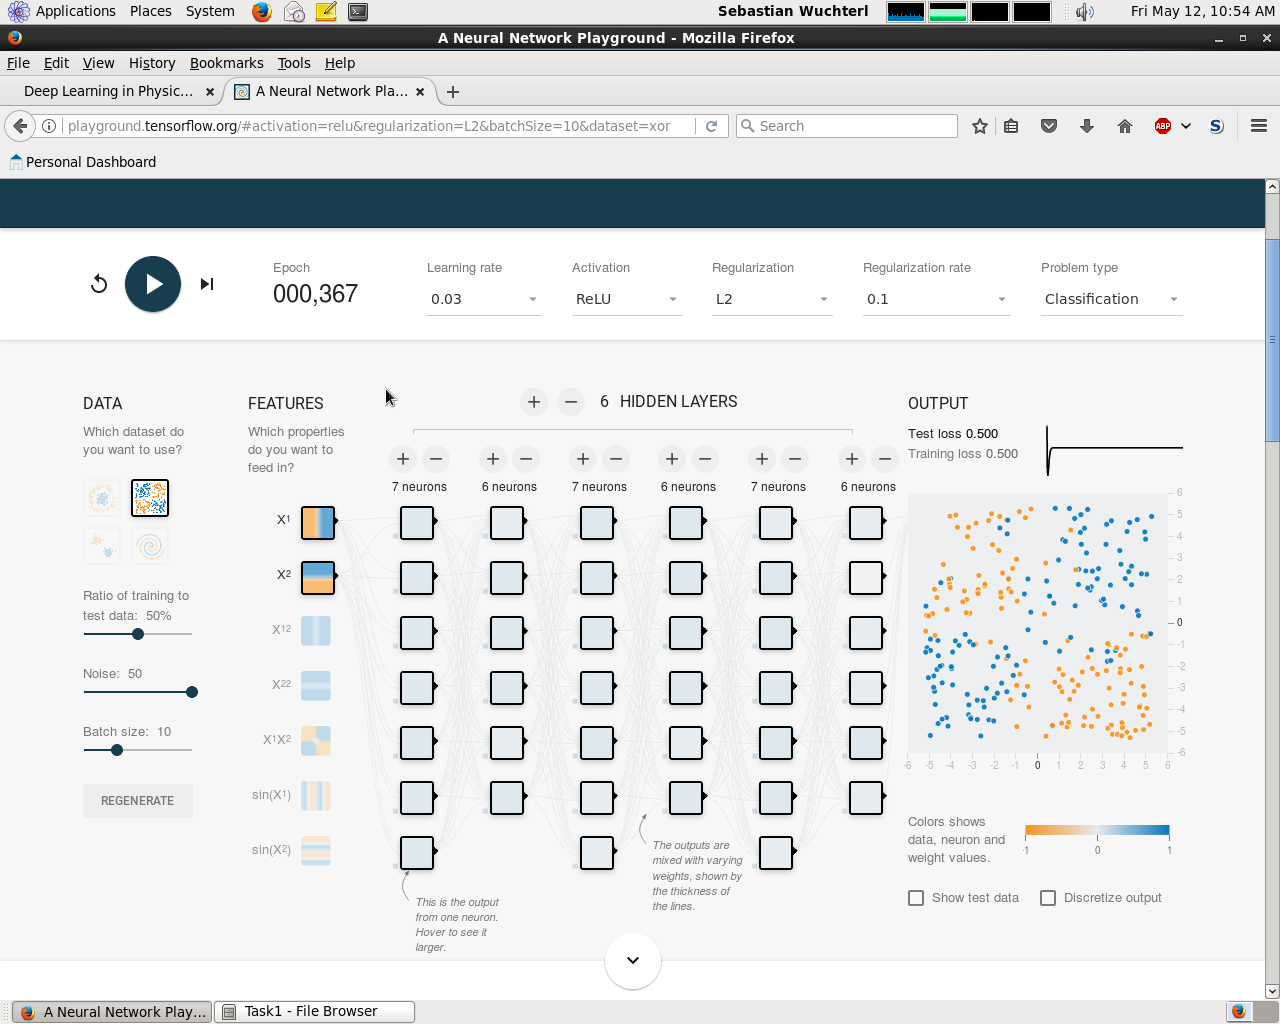 Applications Places System Sebastian Wuchterl Fri May 12, 10:54 AM
A Neural Network Playground - Mozilla Firefox
File Edit View History Bookmarks Tools Help
Deep Learning in Physic... A Neural Network Pla...
playground.tensorflow.org/#activation=relu&regularization=L2&batchSize=10&dataset=xor Search ABP S
Personal Dashboard
Epoch
000,367
Learning rate
0.03
Activation
ReLU
Regularization
L2
Regularization rate
0.1
Problem type
Classification
DATA
Which dataset do
you want to use?
Ratio of training to
test data: 50%
Noise: 50
Batch size: 10
REGENERATE
FEATURES
Which properties
do you want to
feed in?
X1
X2
X12
X22
X1X2
sin(X1)
sin(X2)
+ − 6 HIDDEN LAYERS
+ − + − + − + − + − + −
7 neurons 6 neurons 7 neurons 6 neurons 7 neurons 6 neurons
This is the output
from one neuron.
Hover to see it
larger.
The outputs are
mixed with varying
weights, shown by
the thickness of
the lines.
OUTPUT
Test loss 0.500
Training loss 0.500
6
5
4
3
2
1
0
-1
-2
-3
-4
-5
-6
-6 -5 -4 -3 -2 -1 0 1 2 3 4 5 6
Colors shows
data, neuron and
weight values.
-1 0 1
Show test data Discretize output
A Neural Network Play... Task1 - File Browser